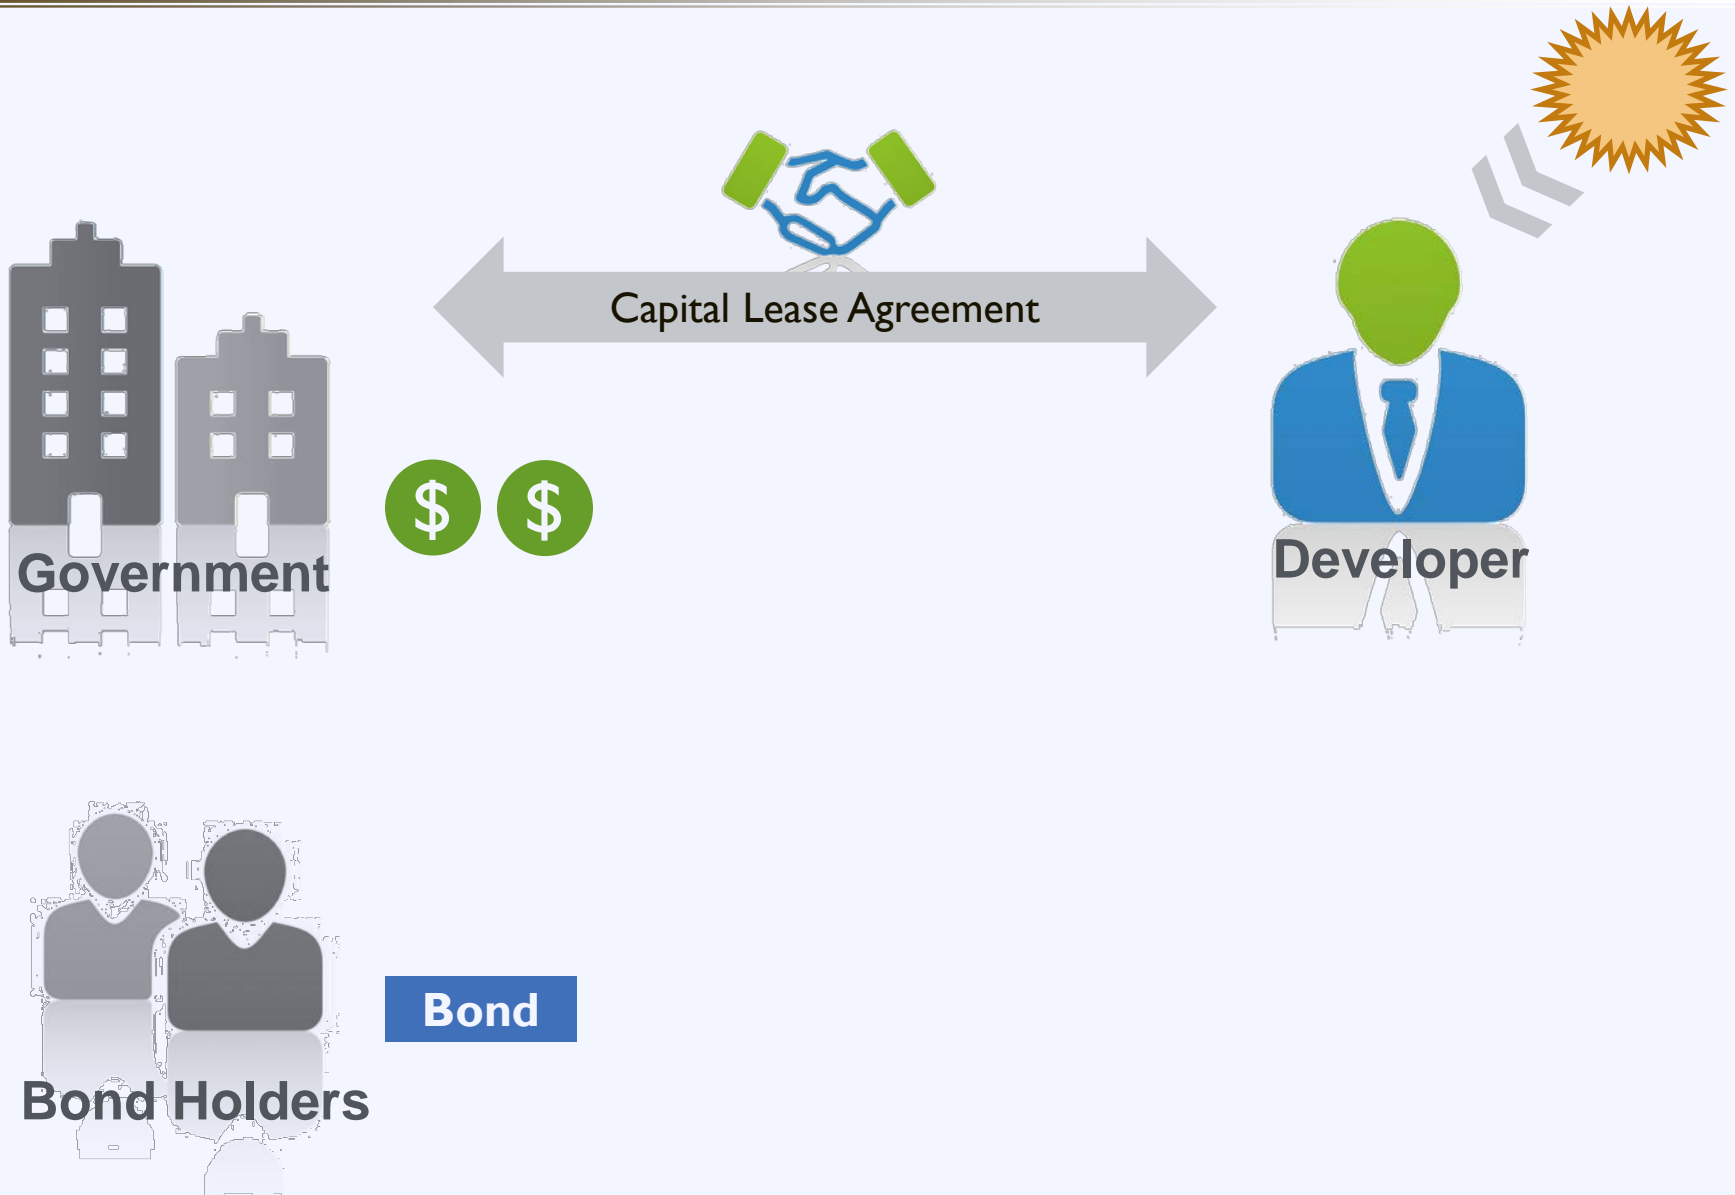 Capital Lease Agreement
$ $
Government
Developer
Bond
Bond Holders